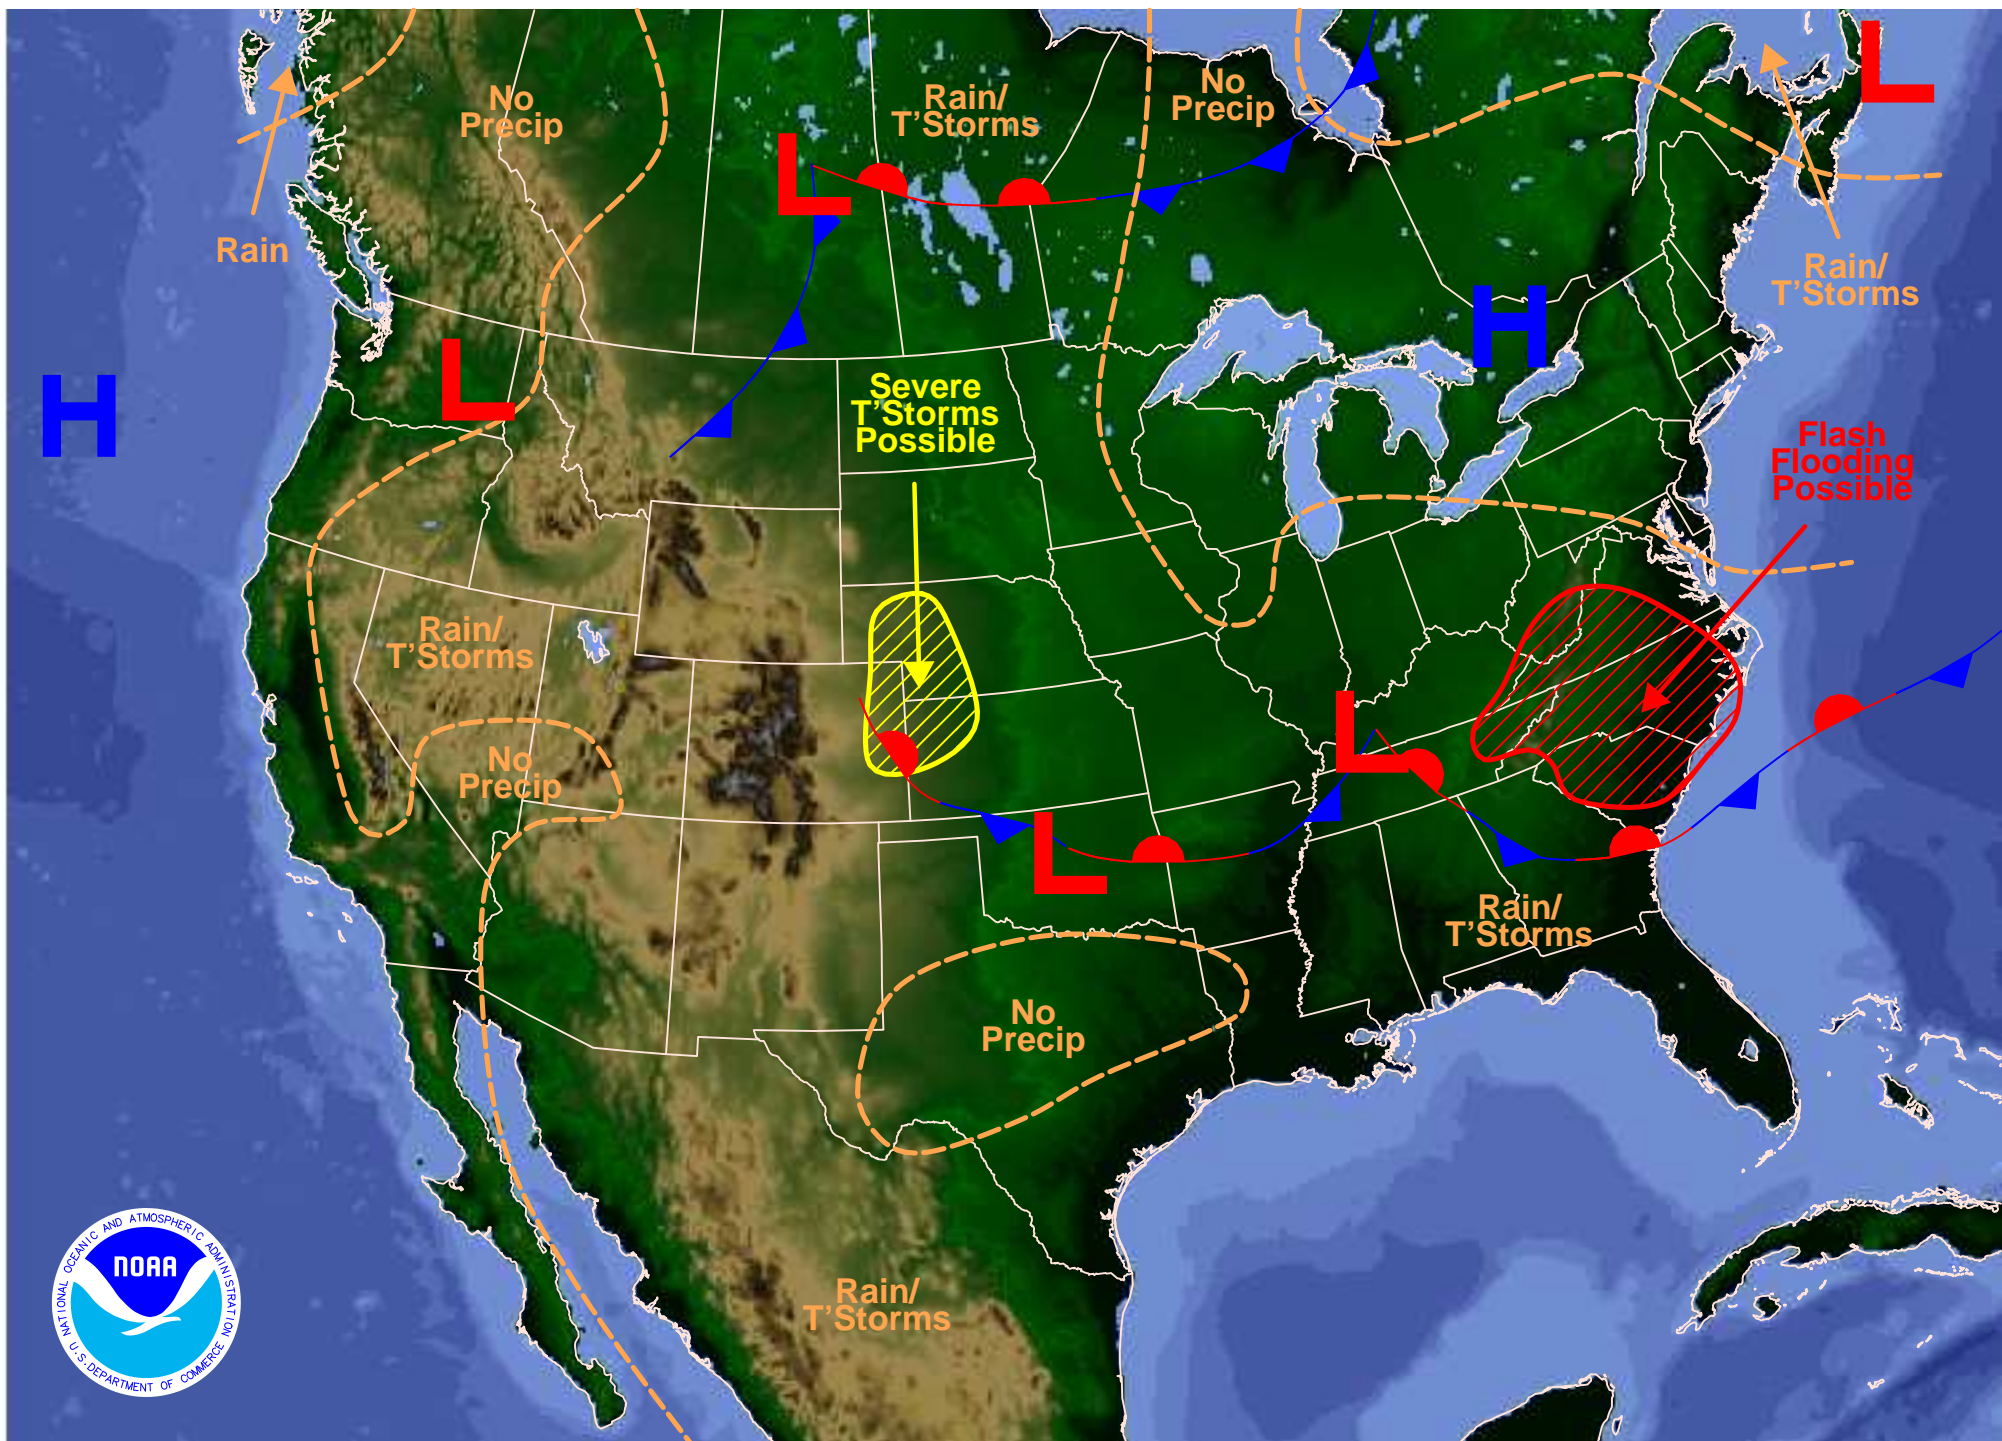 No
Precip
Rain/
T'Storms
No
Precip
L
L
Rain
Rain/
T'Storms
H
L
H
Severe
T'Storms
Possible
Flash
Flooding
Possible
Rain/
T'Storms
No
Precip
L
L
Rain/
T'Storms
No
Precip
Rain/
T'Storms
NATIONAL OCEANIC AND ATMOSPHERIC ADMINISTRATION
NOAA
U.S. DEPARTMENT OF COMMERCE